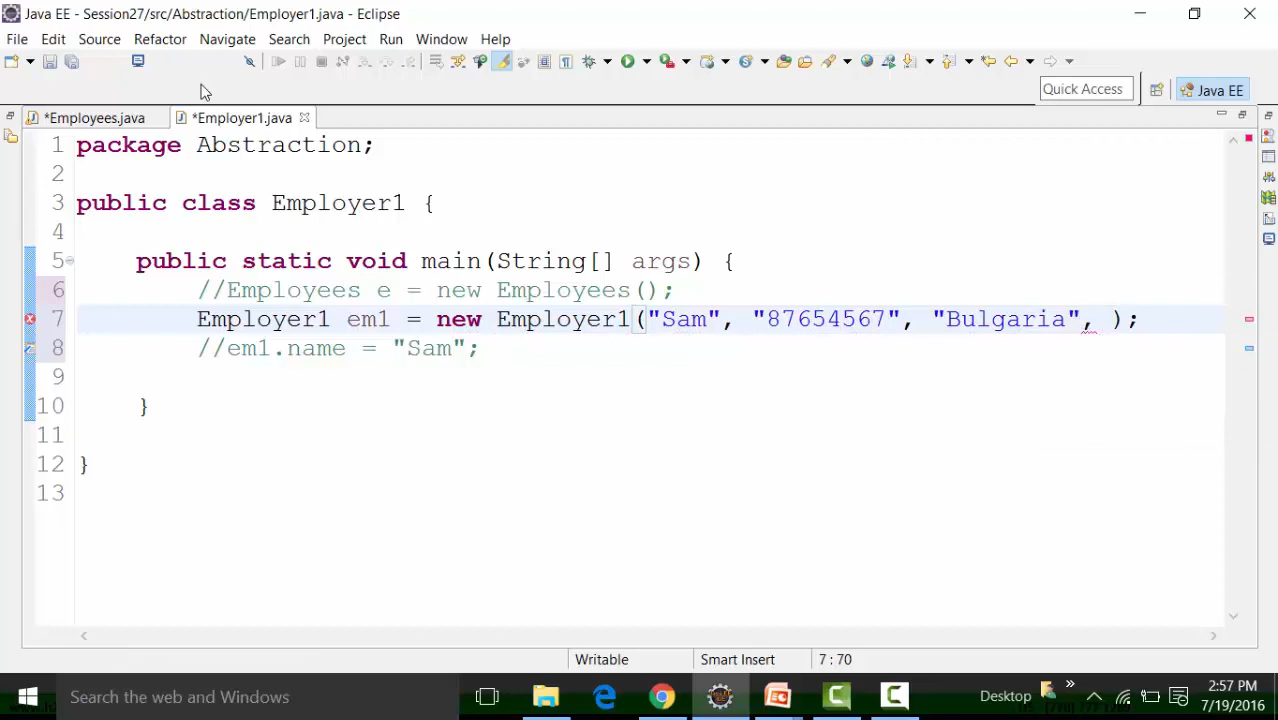 Java EE - Session27/src/Abstraction/Employer1.java - Eclipse
File Edit Source Refactor Navigate Search Project Run Window Help
Quick Access
Java EE
*Employees.java
*Employer1.java
1 package Abstraction;
2
3 public class Employer1 {
4
5 public static void main(String[] args) {
6 //Employees e = new Employees();
7 Employer1 em1 = new Employer1("Sam", "87654567", "Bulgaria", );
8 //em1.name = "Sam";
9
10 }
11
12 }
13
Writable Smart Insert 7 : 70
Search the web and Windows
Desktop
2:57 PM
7/19/2016